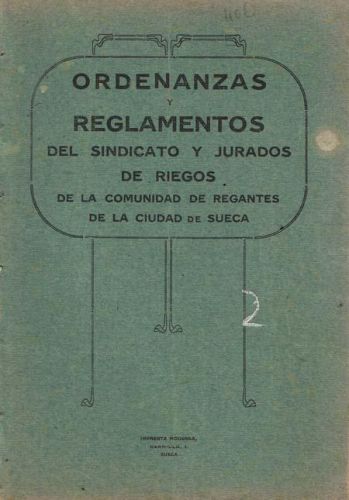 ORDENANZAS
Y
REGLAMENTOS
DEL SINDICATO Y JURADOS
DE RIEGOS
DE LA COMUNIDAD DE REGANTES
DE LA CIUDAD DE SUECA
2
IMPRENTA MODERNA,
SUECA